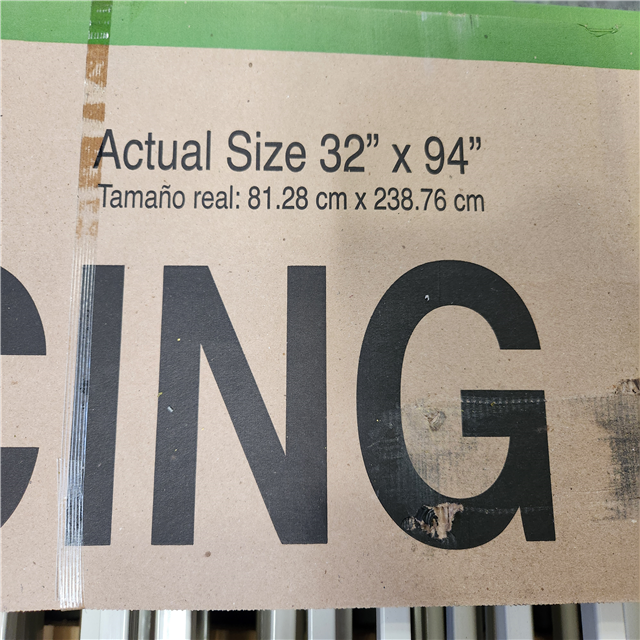 Actual Size 32” x 94”
Tamaño real: 81.28 cm x 238.76 cm
CING